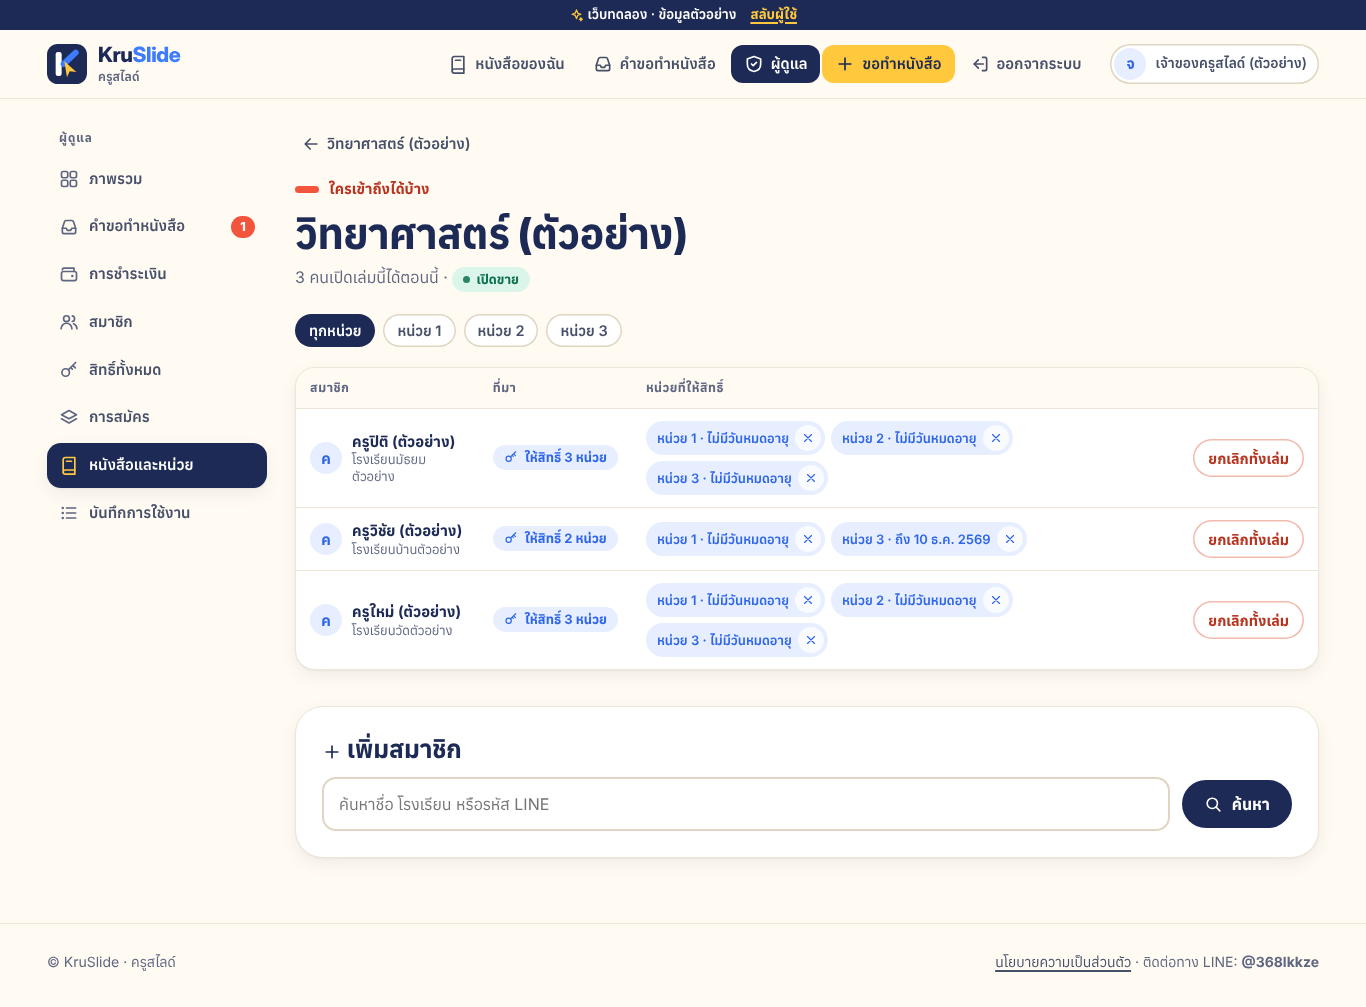 เว็บทดลอง · ข้อมูลตัวอย่าง สลับผู้ใช้
KruSlide
ครูสไลด์
หนังสือของฉัน
คำขอทำหนังสือ
ผู้ดูแล
ขอทำหนังสือ
ออกจากระบบ
จ เจ้าของครูสไลด์ (ตัวอย่าง)
ผู้ดูแล
ภาพรวม
คำขอทำหนังสือ 1
การชำระเงิน
สมาชิก
สิทธิ์ทั้งหมด
การสมัคร
หนังสือและหน่วย
บันทึกการใช้งาน
วิทยาศาสตร์ (ตัวอย่าง)
ใครเข้าถึงได้บ้าง
วิทยาศาสตร์ (ตัวอย่าง)
3 คนเปิดเล่มนี้ได้ตอนนี้ · เปิดขาย
ทุกหน่วย หน่วย 1 หน่วย 2 หน่วย 3
สมาชิก ที่มา หน่วยที่ให้สิทธิ์
ค ครูปิติ (ตัวอย่าง)
โรงเรียนมัธยม
ตัวอย่าง
ให้สิทธิ์ 3 หน่วย
หน่วย 1 · ไม่มีวันหมดอายุ หน่วย 2 · ไม่มีวันหมดอายุ
หน่วย 3 · ไม่มีวันหมดอายุ
ยกเลิกทั้งเล่ม
ค ครูวิชัย (ตัวอย่าง)
โรงเรียนบ้านตัวอย่าง
ให้สิทธิ์ 2 หน่วย
หน่วย 1 · ไม่มีวันหมดอายุ หน่วย 3 · ถึง 10 ธ.ค. 2569
ยกเลิกทั้งเล่ม
ค ครูใหม่ (ตัวอย่าง)
โรงเรียนวัดตัวอย่าง
ให้สิทธิ์ 3 หน่วย
หน่วย 1 · ไม่มีวันหมดอายุ หน่วย 2 · ไม่มีวันหมดอายุ
หน่วย 3 · ไม่มีวันหมดอายุ
ยกเลิกทั้งเล่ม
เพิ่มสมาชิก
ค้นหาชื่อ โรงเรียน หรือรหัส LINE
ค้นหา
© KruSlide · ครูสไลด์
นโยบายความเป็นส่วนตัว · ติดต่อทาง LINE: @368lkkze